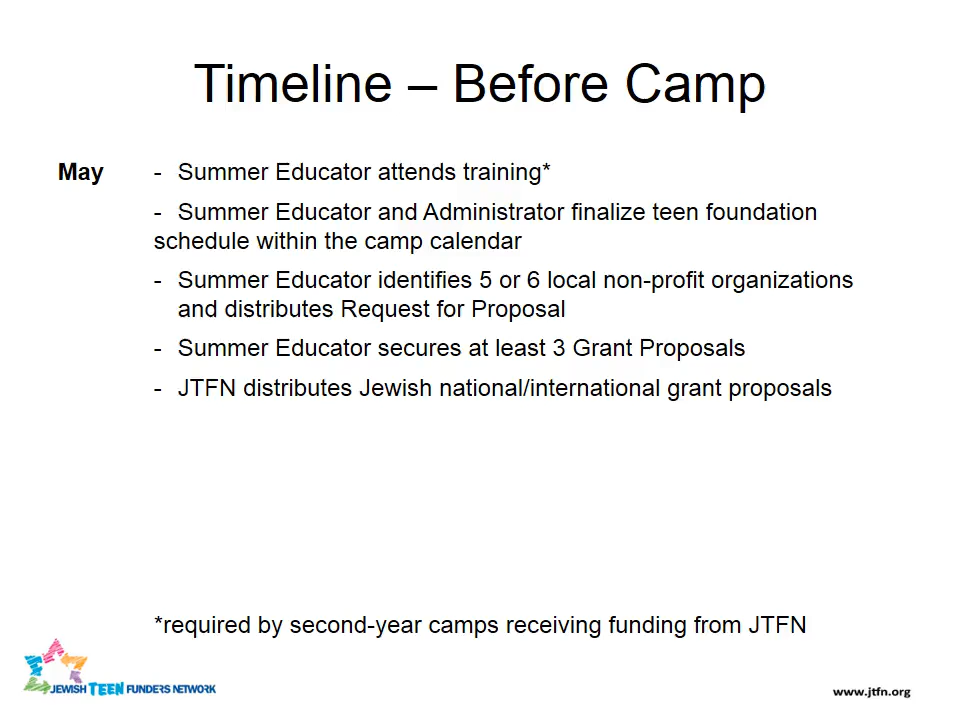 Timeline – Before Camp
May - Summer Educator attends training*
- Summer Educator and Administrator finalize teen foundation
schedule within the camp calendar
- Summer Educator identifies 5 or 6 local non-profit organizations
and distributes Request for Proposal
- Summer Educator secures at least 3 Grant Proposals
- JTFN distributes Jewish national/international grant proposals
*required by second-year camps receiving funding from JTFN
JEWISH TEEN FUNDERS NETWORK
www.jtfn.org